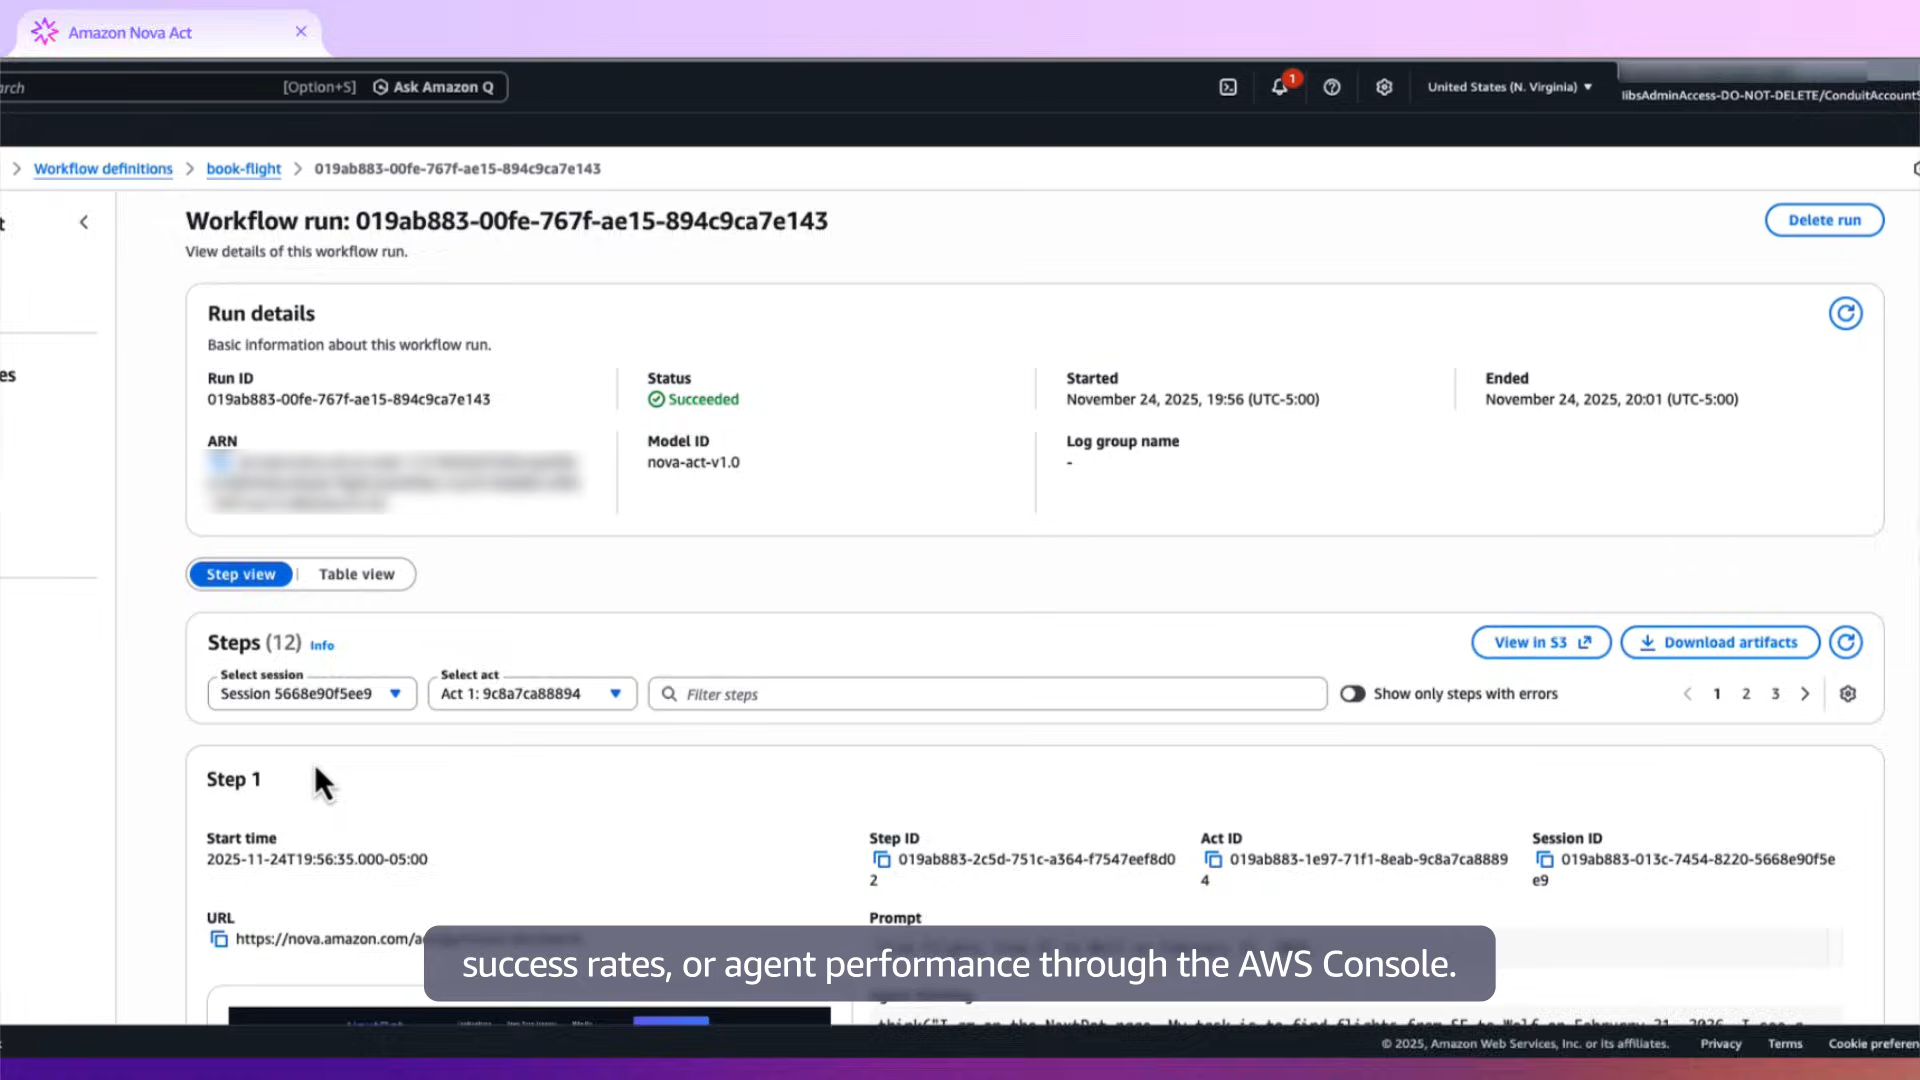 Amazon Nova Act
arch [Option+S] Ask Amazon Q 1 United States (N. Virginia)
libsAdminAccess-DO-NOT-DELETE/ConduitAccountS
Workflow definitions book-flight 019ab883-00fe-767f-ae15-894c9ca7e143
t
Workflow run: 019ab883-00fe-767f-ae15-894c9ca7e143
Delete run
View details of this workflow run.
Run details
Basic information about this workflow run.
es
Run ID
019ab883-00fe-767f-ae15-894c9ca7e143
Status
Succeeded
Started
November 24, 2025, 19:56 (UTC-5:00)
Ended
November 24, 2025, 20:01 (UTC-5:00)
ARN
Model ID
nova-act-v1.0
Log group name
-
Step view Table view
Steps (12) Info
View in S3 Download artifacts
Select session
Session 5668e90f5ee9
Select act
Act 1: 9c8a7ca88894
Filter steps
Show only steps with errors
1 2 3
Step 1
Start time
2025-11-24T19:56:35.000-05:00
Step ID
019ab883-2c5d-751c-a364-f7547eef8d0
2
Act ID
019ab883-1e97-71f1-8eab-9c8a7ca8889
4
Session ID
019ab883-013c-7454-8220-5668e90f5e
e9
URL
https://nova.amazon.com/a
Prompt
success rates, or agent performance through the AWS Console.
© 2025, Amazon Web Services, Inc. or its affiliates. Privacy Terms Cookie preferen